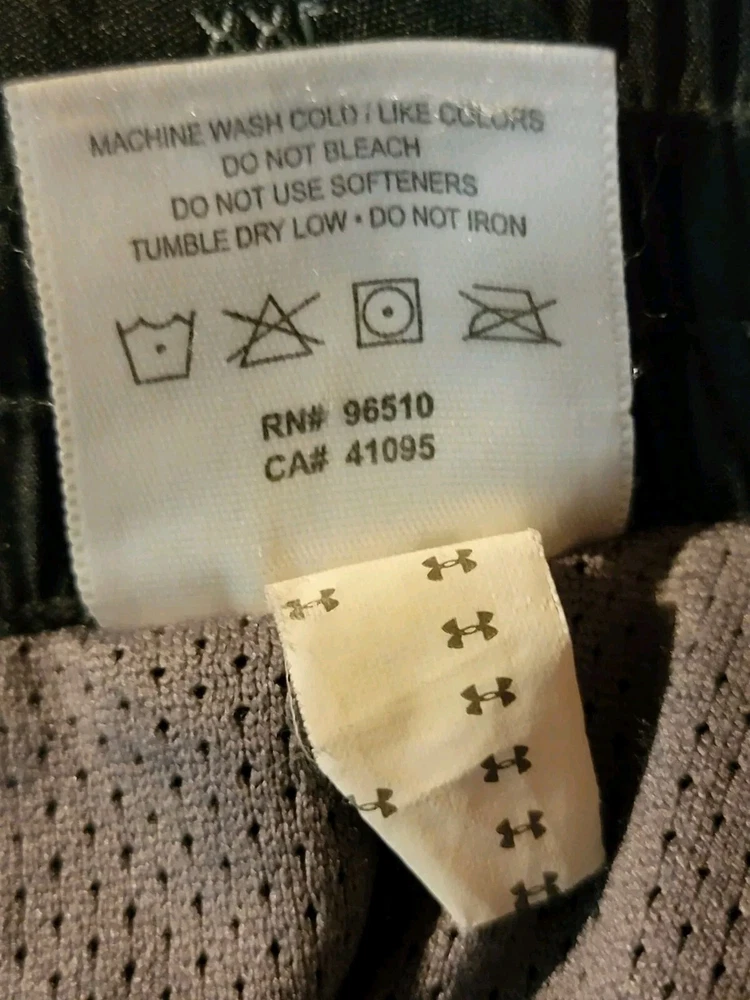 XXL
MACHINE WASH COLD / LIKE COLORS
DO NOT BLEACH
DO NOT USE SOFTENERS
TUMBLE DRY LOW • DO NOT IRON
RN# 96510
CA# 41095